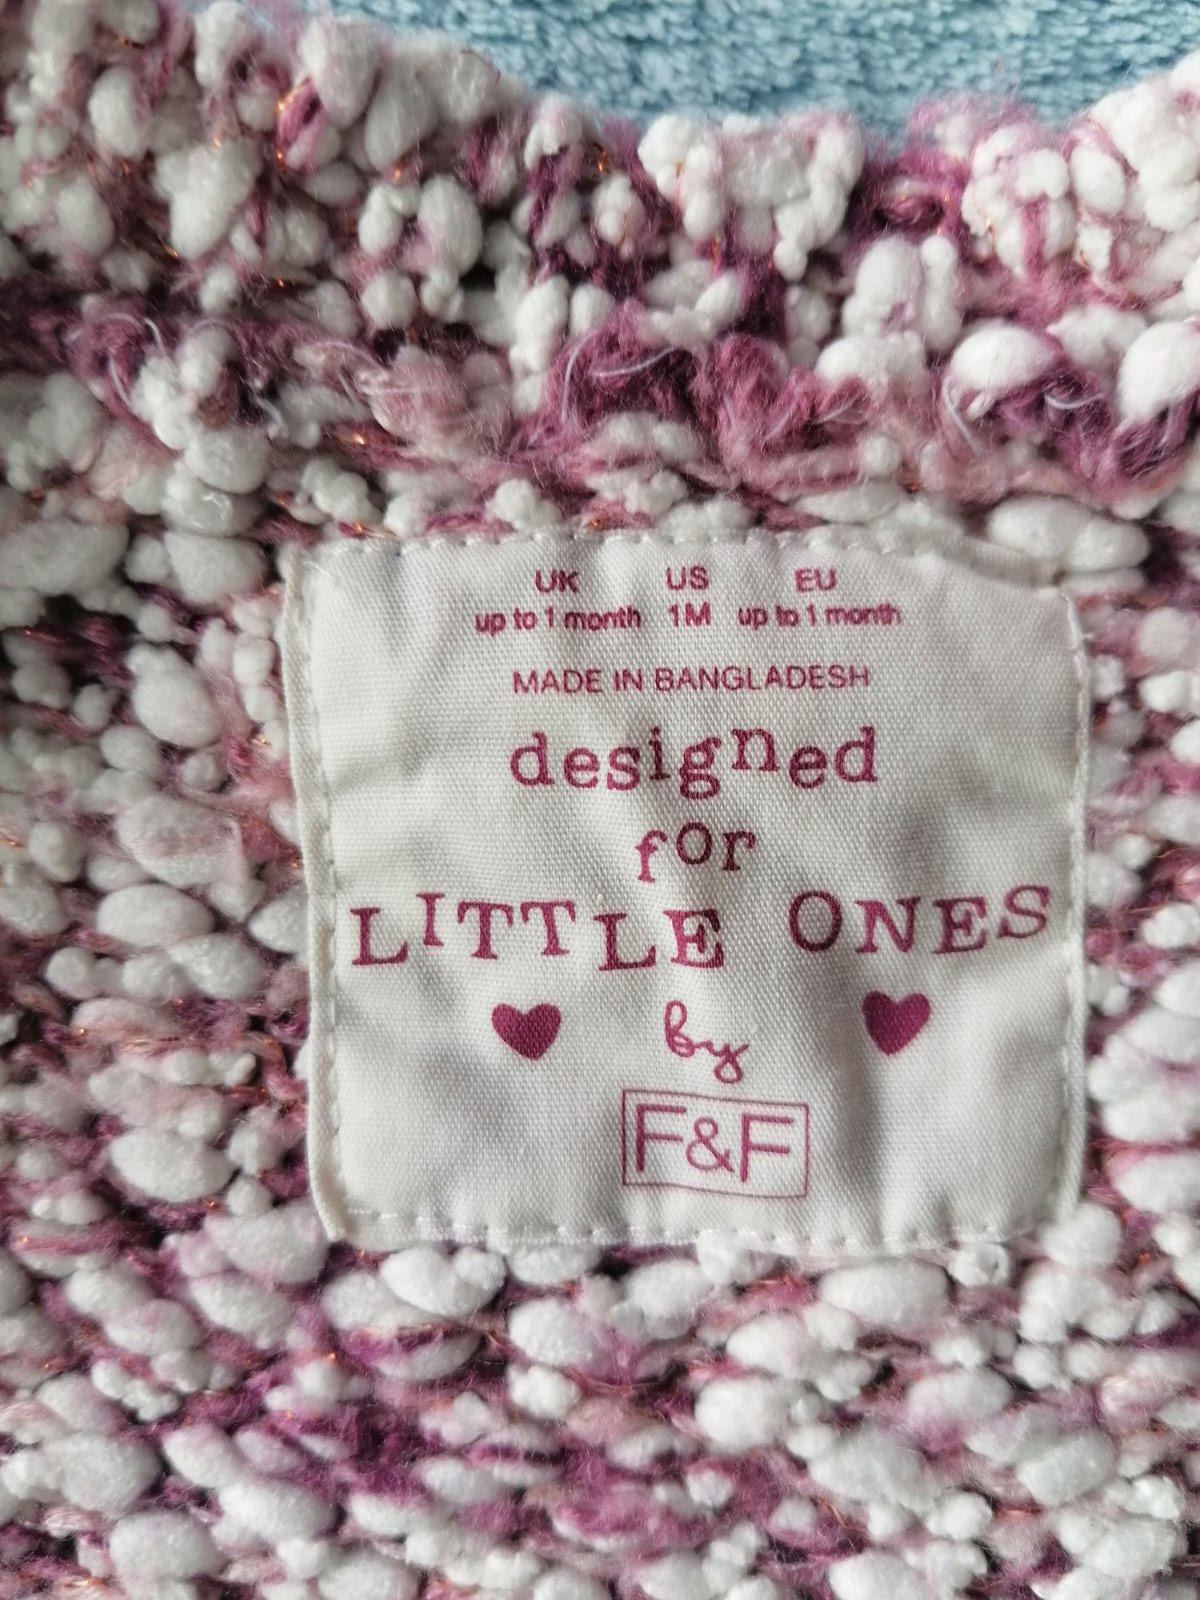 UK US EU
up to 1 month 1M up to 1 month
MADE IN BANGLADESH
designed
for
LITTLE ONES
by
F&F